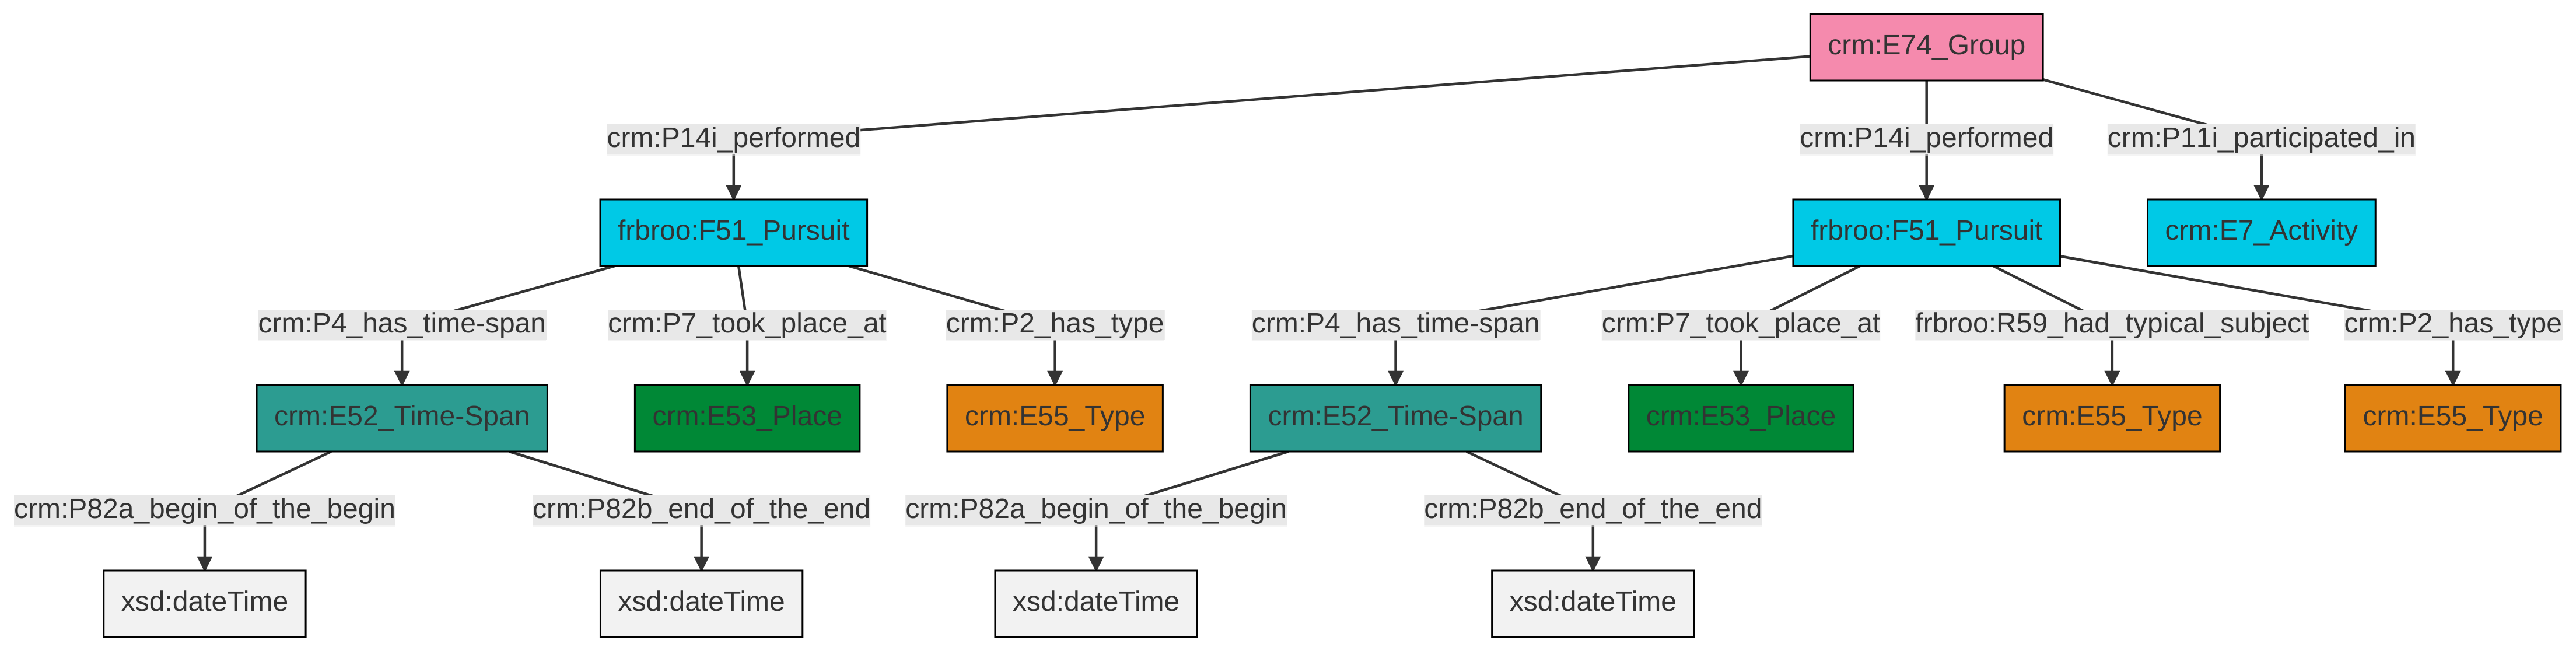 crm:E74_Group
crm:P14i_performed
crm:P14i_performed
crm:P11i_participated_in
frbroo:F51_Pursuit
frbroo:F51_Pursuit
crm:E7_Activity
crm:P4_has_time-span
crm:P7_took_place_at
crm:P2_has_type
crm:P4_has_time-span
crm:P7_took_place_at
frbroo:R59_had_typical_subject
crm:P2_has_type
crm:E52_Time-Span
crm:E53_Place
crm:E55_Type
crm:E52_Time-Span
crm:E53_Place
crm:E55_Type
crm:E55_Type
crm:P82a_begin_of_the_begin
crm:P82b_end_of_the_end
crm:P82a_begin_of_the_begin
crm:P82b_end_of_the_end
xsd:dateTime
xsd:dateTime
xsd:dateTime
xsd:dateTime